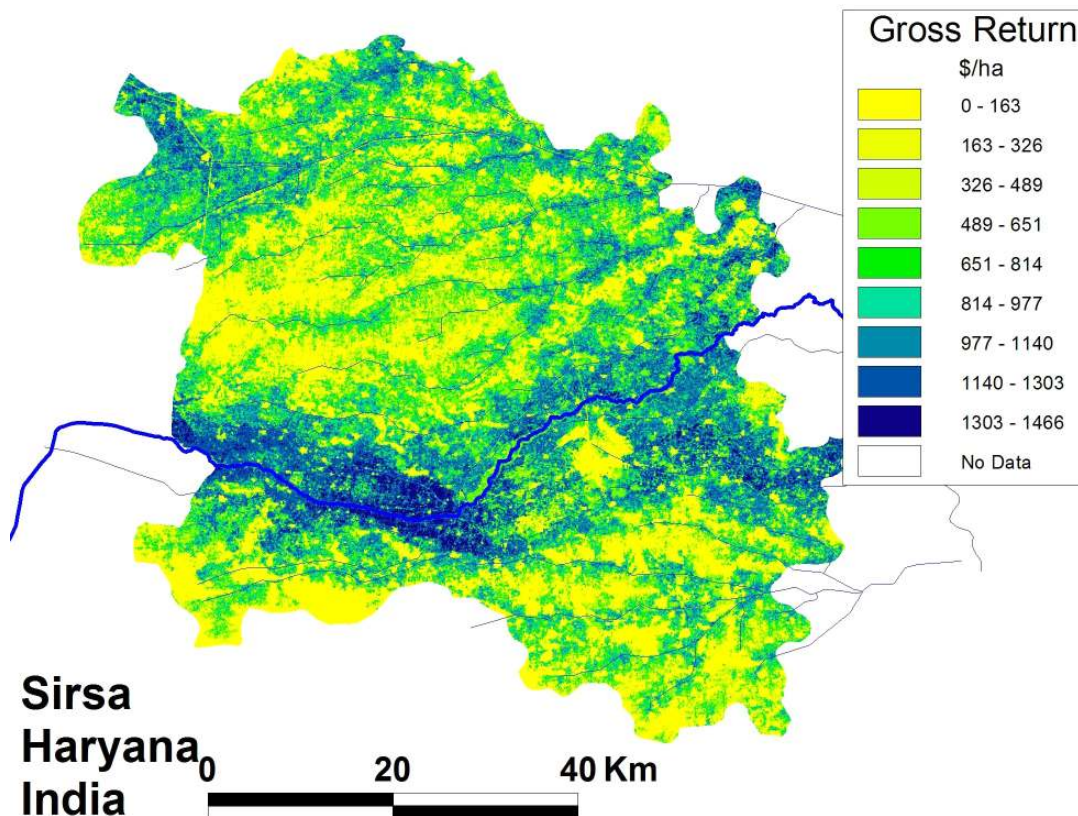 Gross Return
$/ha
0 - 163
163 - 326
326 - 489
489 - 651
651 - 814
814 - 977
977 - 1140
1140 - 1303
1303 - 1466
No Data
Sirsa
Haryana
India
0 20 40 Km